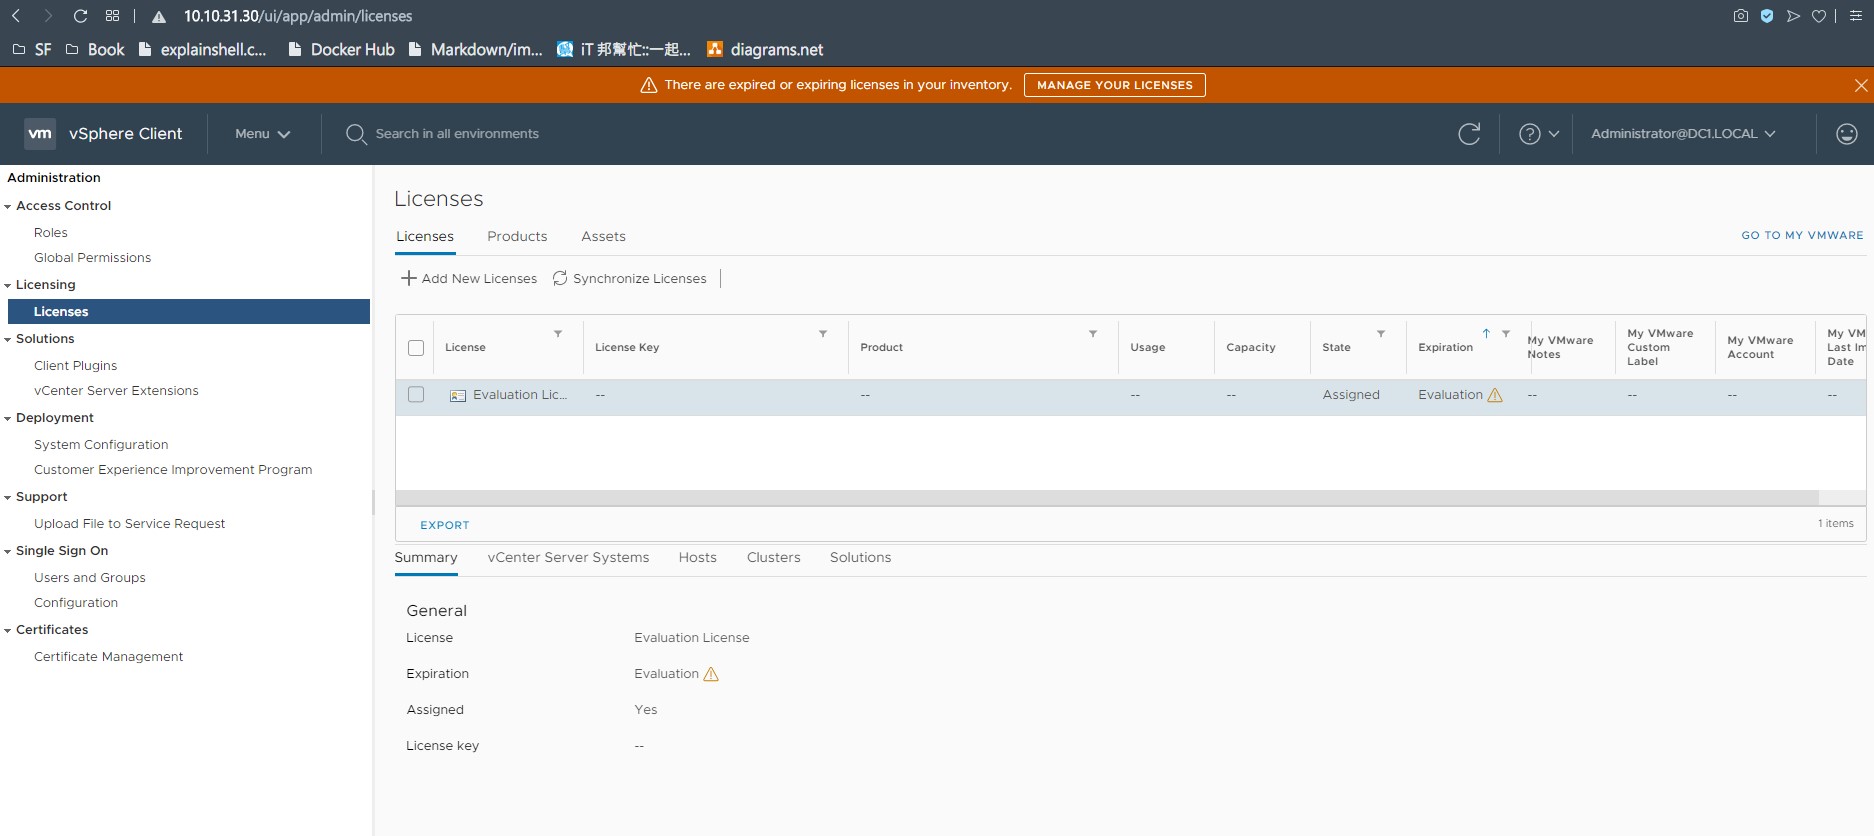 10.10.31.30/ui/app/admin/licenses
SF Book explainshell.c... Docker Hub Markdown/im... iT 邦幫忙::一起... diagrams.net
There are expired or expiring licenses in your inventory. MANAGE YOUR LICENSES
vm vSphere Client Menu Search in all environments Administrator@DC1.LOCAL
Administration
Access Control
Roles
Global Permissions
Licensing
Licenses
Solutions
Client Plugins
vCenter Server Extensions
Deployment
System Configuration
Customer Experience Improvement Program
Support
Upload File to Service Request
Single Sign On
Users and Groups
Configuration
Certificates
Certificate Management
Licenses
Licenses Products Assets GO TO MY VMWARE
Add New Licenses Synchronize Licenses
License License Key Product Usage Capacity State Expiration My VMware Notes My VMware Custom Label My VMware Account My VM Last Im Date
Evaluation Lic... -- -- -- -- Assigned Evaluation -- -- -- --
EXPORT 1 items
Summary vCenter Server Systems Hosts Clusters Solutions
General
License Evaluation License
Expiration Evaluation
Assigned Yes
License key --